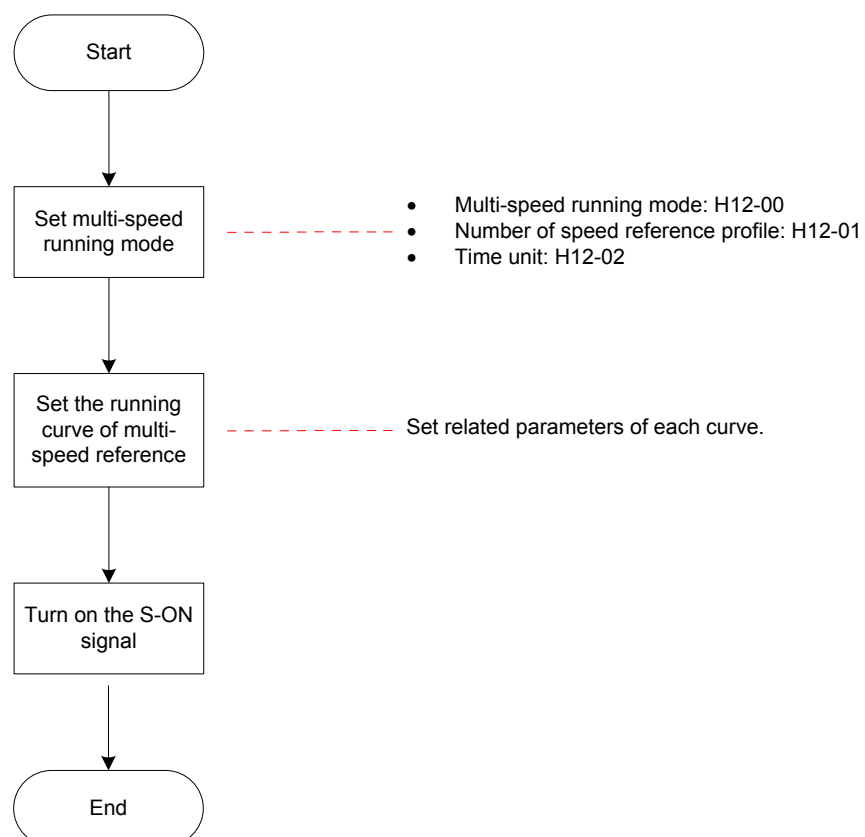 Start
Set multi-speed
running mode
• Multi-speed running mode: H12-00
• Number of speed reference profile: H12-01
• Time unit: H12-02
Set the running
curve of multi-
speed reference
Set related parameters of each curve.
Turn on the S-ON
signal
End